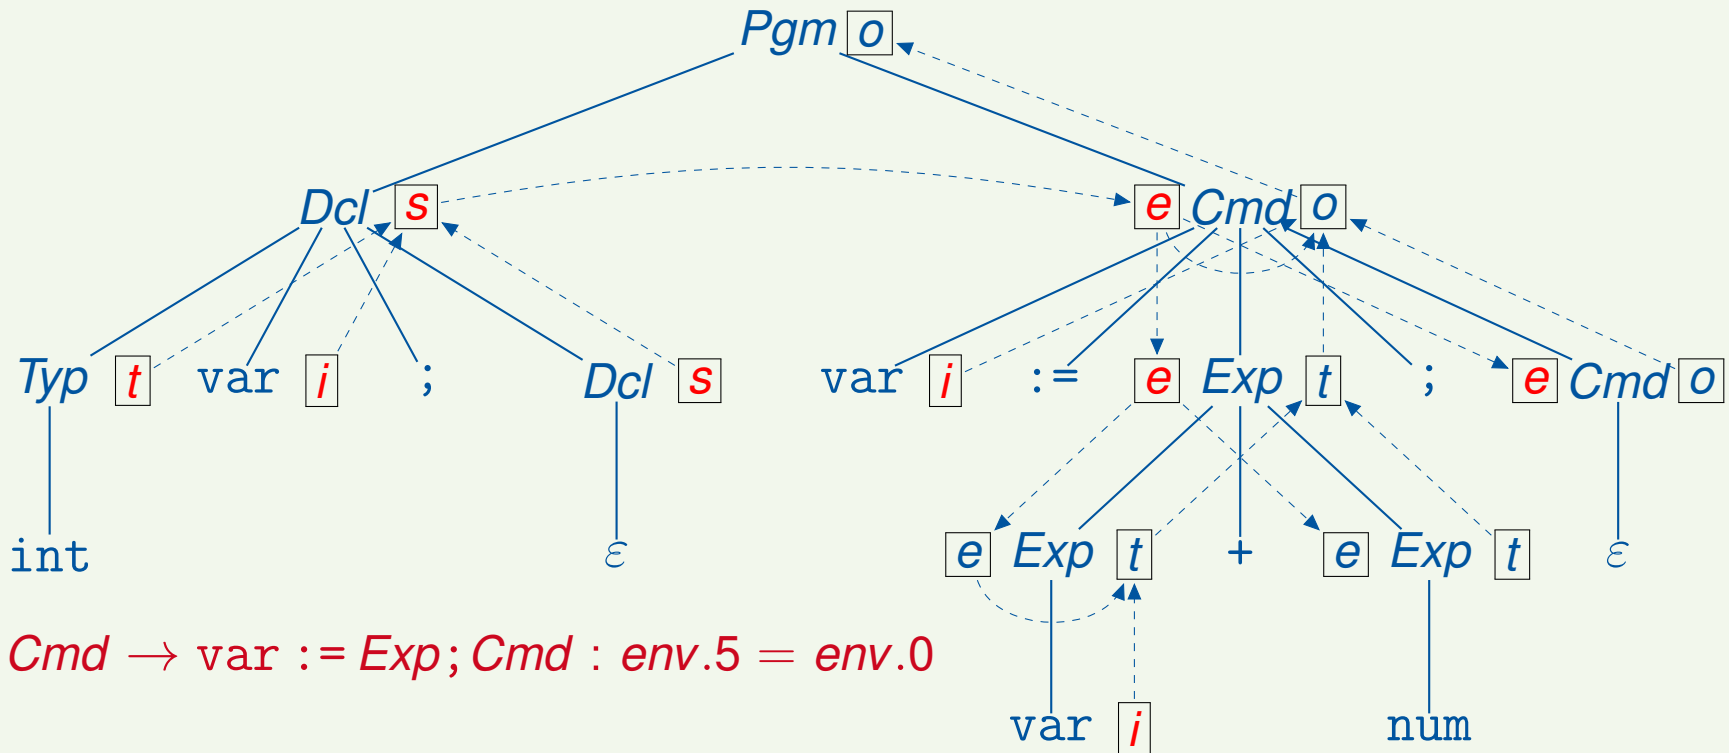 Pgm o
Dcl s e Cmd o
Typ t var i ; Dcl s var i := e Exp t ; e Cmd o
int ε e Exp t + e Exp t ε
Cmd → var := Exp; Cmd : env.5 = env.0
var i num